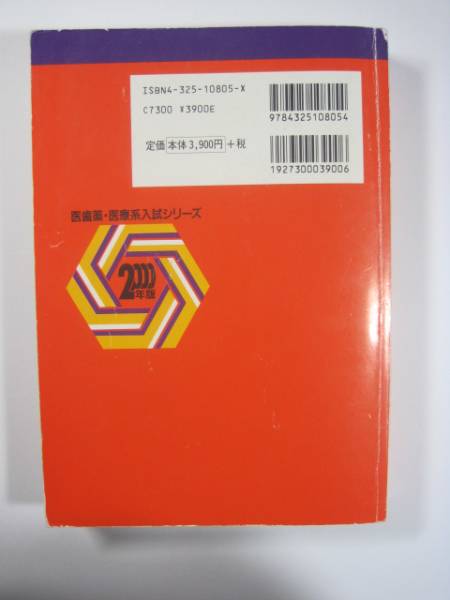 ISBN4-325-10805-X
C7300 ¥3900E
定価 本体3,900円 +税
9784325108054
1927300039006
医歯薬・医療系入試シリーズ
2000
年版